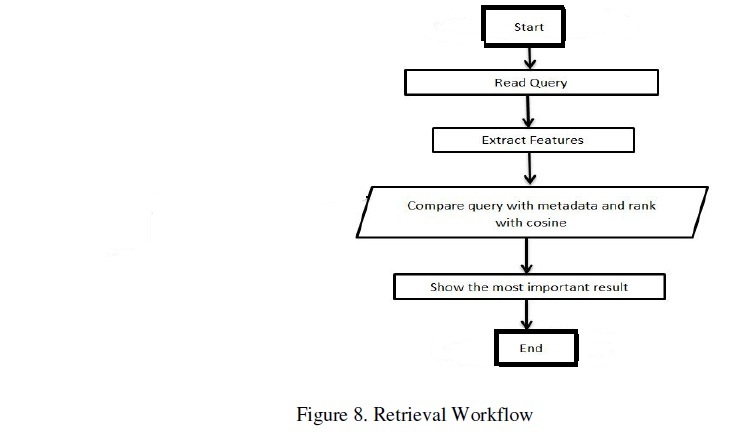 Start
Read Query
Extract Features
Compare query with metadata and rank
with cosine
Show the most important result
End
Figure 8. Retrieval Workflow